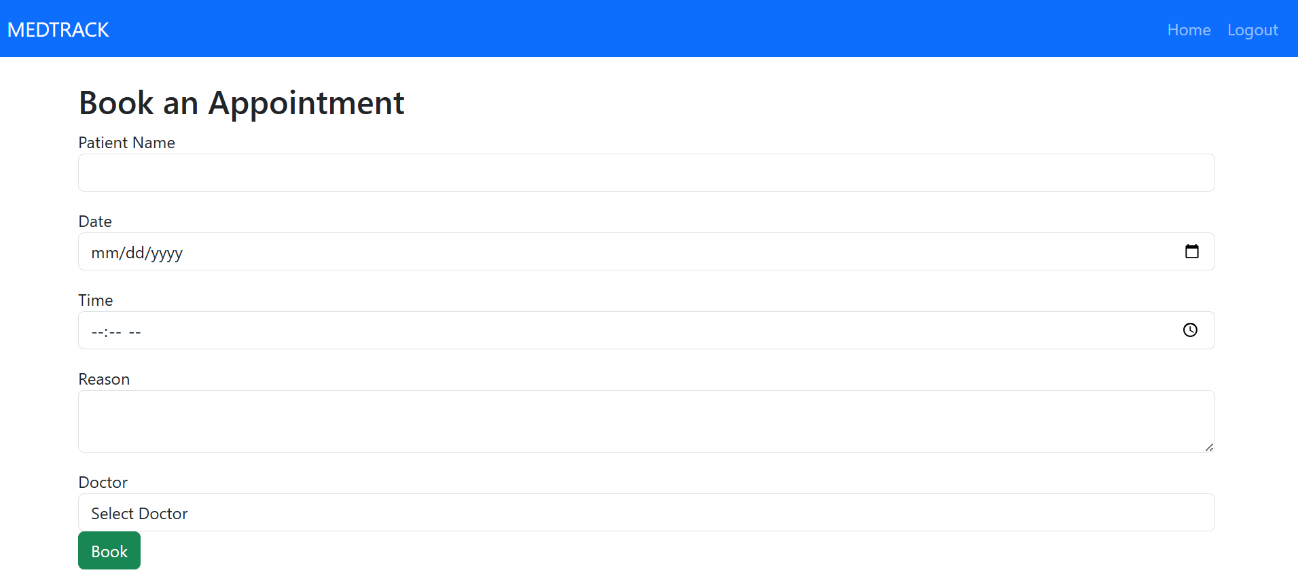 MEDTRACK Home Logout
Book an Appointment
Patient Name
Date
mm/dd/yyyy
Time
--:-- --
Reason
Doctor
Select Doctor
Book